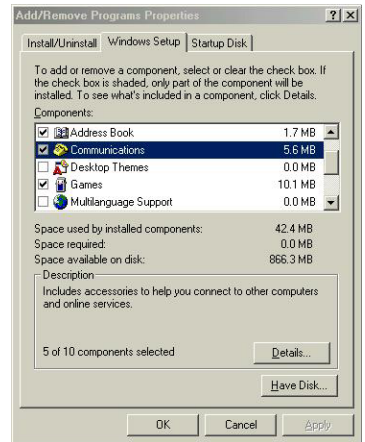 Add/Remove Programs Properties
Install/Uninstall Windows Setup Startup Disk
To add or remove a component, select or clear the check box. If
the check box is shaded, only part of the component will be
installed. To see what's included in a component, click Details.
Components:
Address Book 1.7 MB
Communications 5.6 MB
Desktop Themes 0.0 MB
Games 10.1 MB
Multilanguage Support 0.0 MB
Space used by installed components: 42.4 MB
Space required: 0.0 MB
Space available on disk: 866.3 MB
Description
Includes accessories to help you connect to other computers
and online services.
5 of 10 components selected
Details...
Have Disk...
OK Cancel Apply